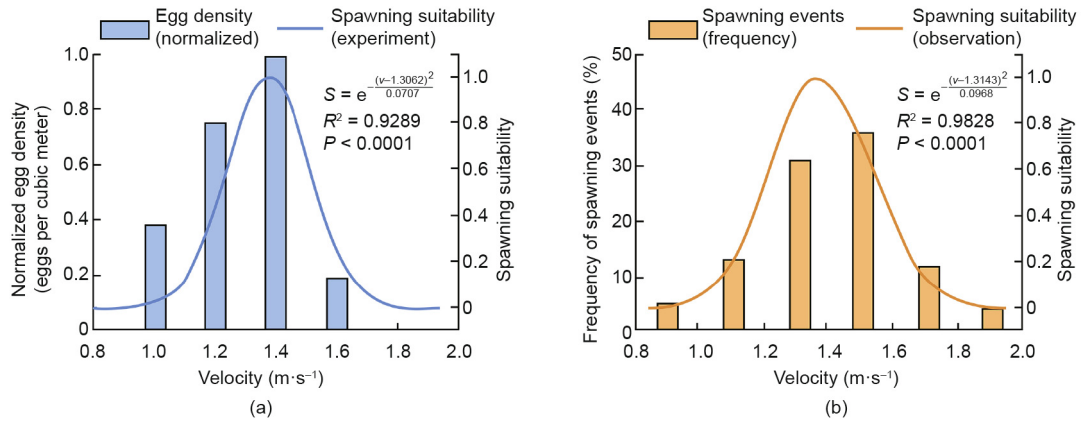 Egg density
(normalized)
Spawning suitability
(experiment)
1.0
0.8
0.6
0.4
0.2
0
Normalized egg density
(eggs per cubic meter)
S = e^−(v−1.3062)²/0.0707
R² = 0.9289
P < 0.0001
1.0
0.8
0.6
0.4
0.2
0
Spawning suitability
0.8 1.0 1.2 1.4 1.6 1.8 2.0
Velocity (m·s⁻¹)
(a)
Spawning events
(frequency)
Spawning suitability
(observation)
50
40
30
20
10
0
Frequency of spawning events (%)
S = e^−(v−1.3143)²/0.0968
R² = 0.9828
P < 0.0001
1.0
0.8
0.6
0.4
0.2
0
Spawning suitability
0.8 1.0 1.2 1.4 1.6 1.8 2.0
Velocity (m·s⁻¹)
(b)